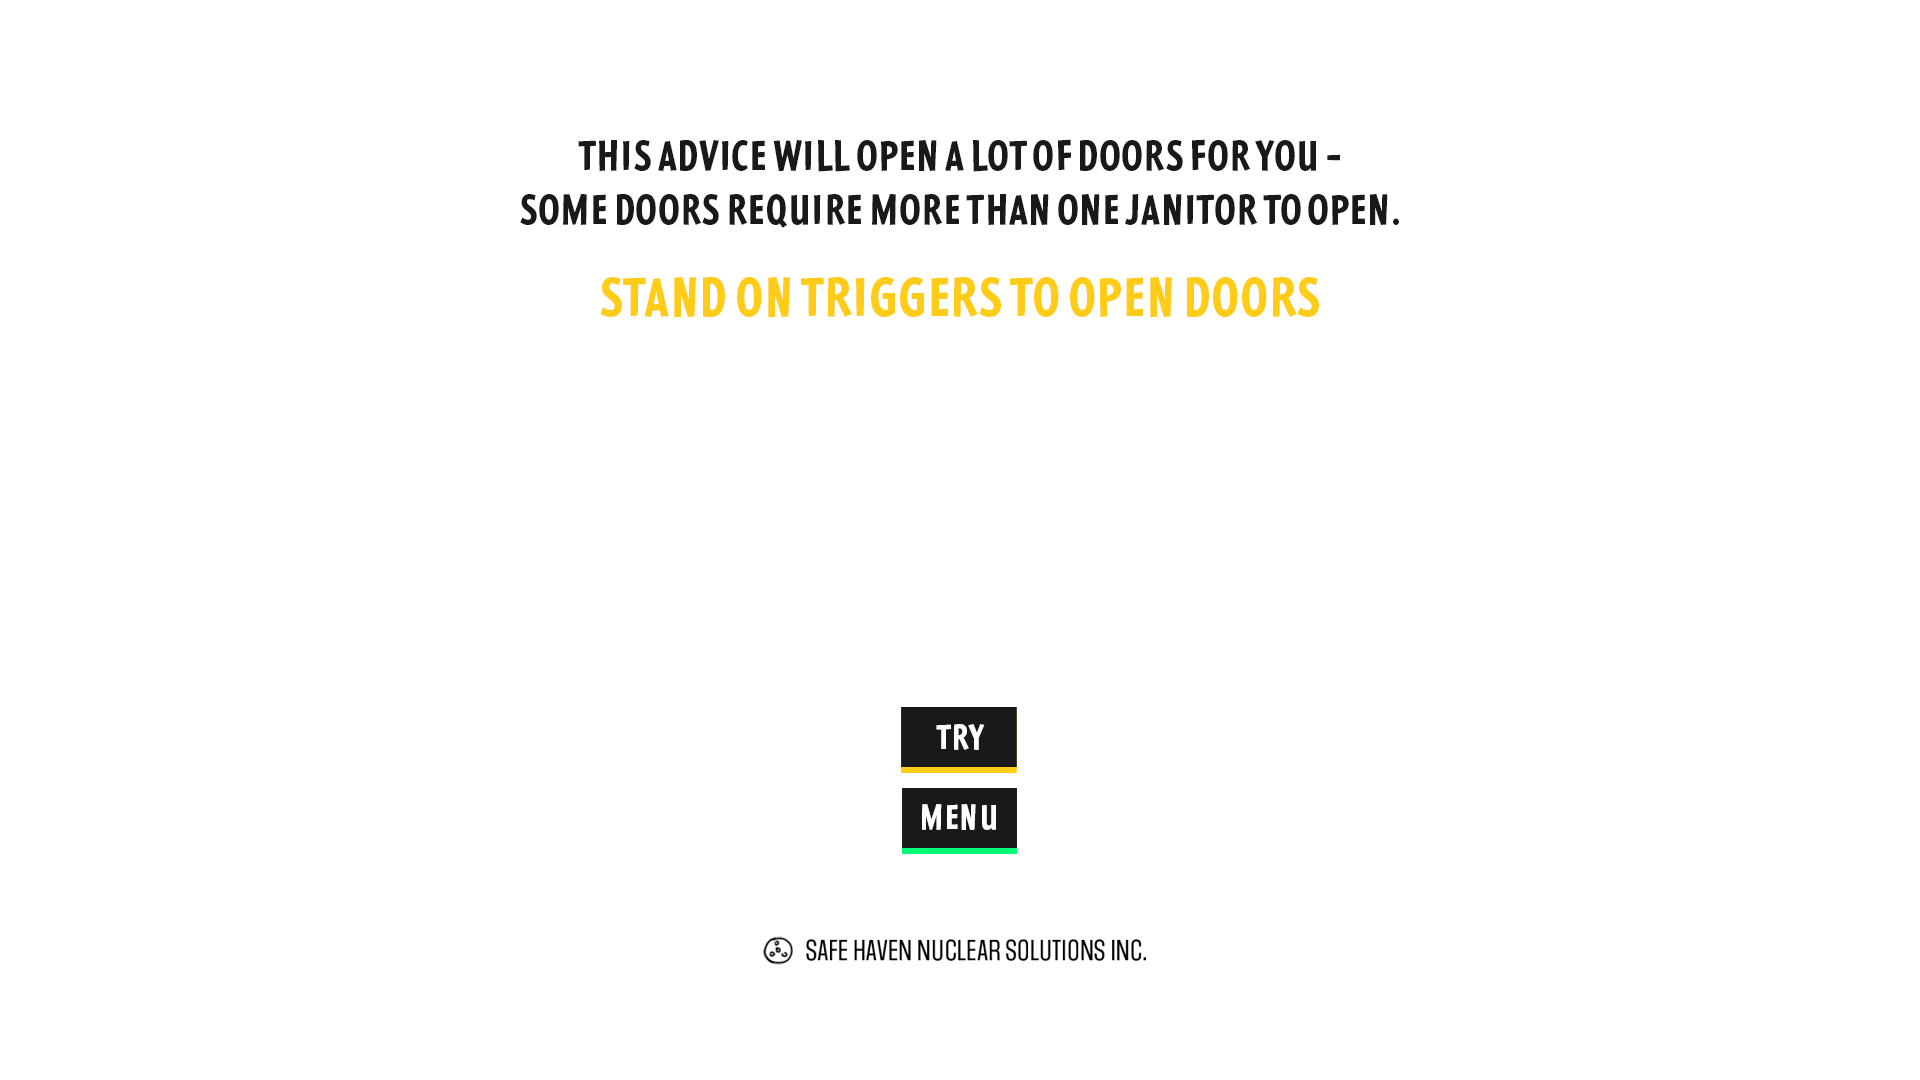 THIS ADVICE WILL OPEN A LOT OF DOORS FOR YOU -
SOME DOORS REQUIRE MORE THAN ONE JANITOR TO OPEN.
STAND ON TRIGGERS TO OPEN DOORS
TRY
MENU
SAFE HAVEN NUCLEAR SOLUTIONS INC.